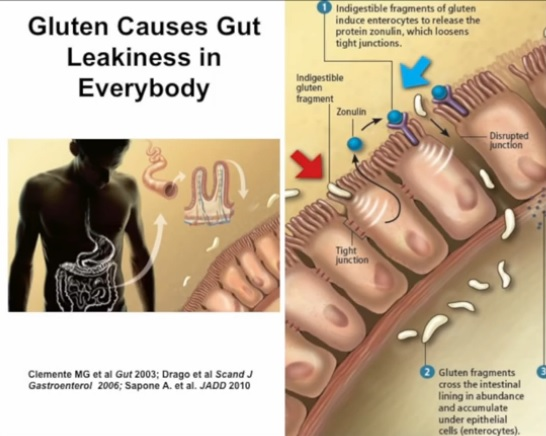 Gluten Causes Gut
Leakiness in
Everybody
Clemente MG et al Gut 2003; Drago et al Scand J
Gastroenterol 2006; Sapone A. et al. JADD 2010
1 Indigestible fragments of gluten
induce enterocytes to release the
protein zonulin, which loosens
tight junctions.
Indigestible
gluten
fragment
Zonulin
Disrupted
junction
Tight
junction
2 Gluten fragments
cross the intestinal
lining in abundance
and accumulate
under epithelial
cells (enterocytes).
3